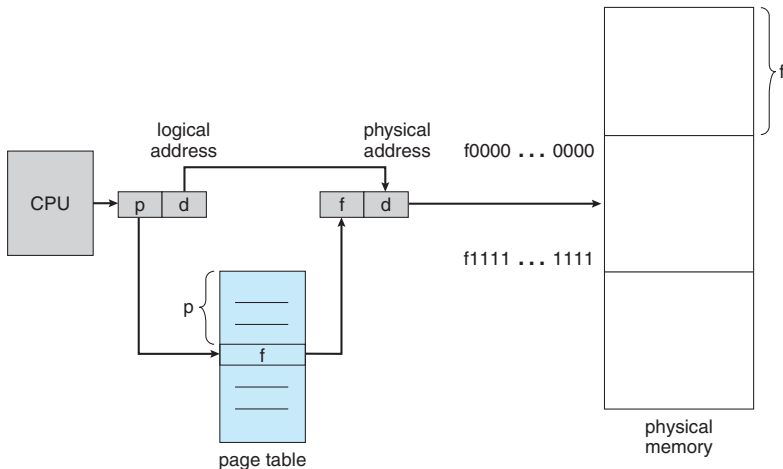 f
logical
address
physical
address
f0000 ... 0000
CPU
p
d
f
d
f1111 ... 1111
p
f
physical
memory
page table